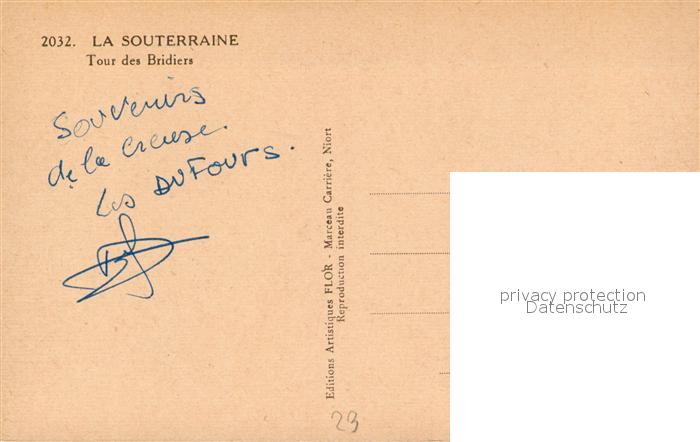 2032. LA SOUTERRAINE
Tour des Bridiers
Souvenirs
de la Creuse.
Les DUFOURS.
Editions Artistiques FLOR - Marceau Carrière, Niort
Reproduction interdite
privacy protection
Datenschutz
23